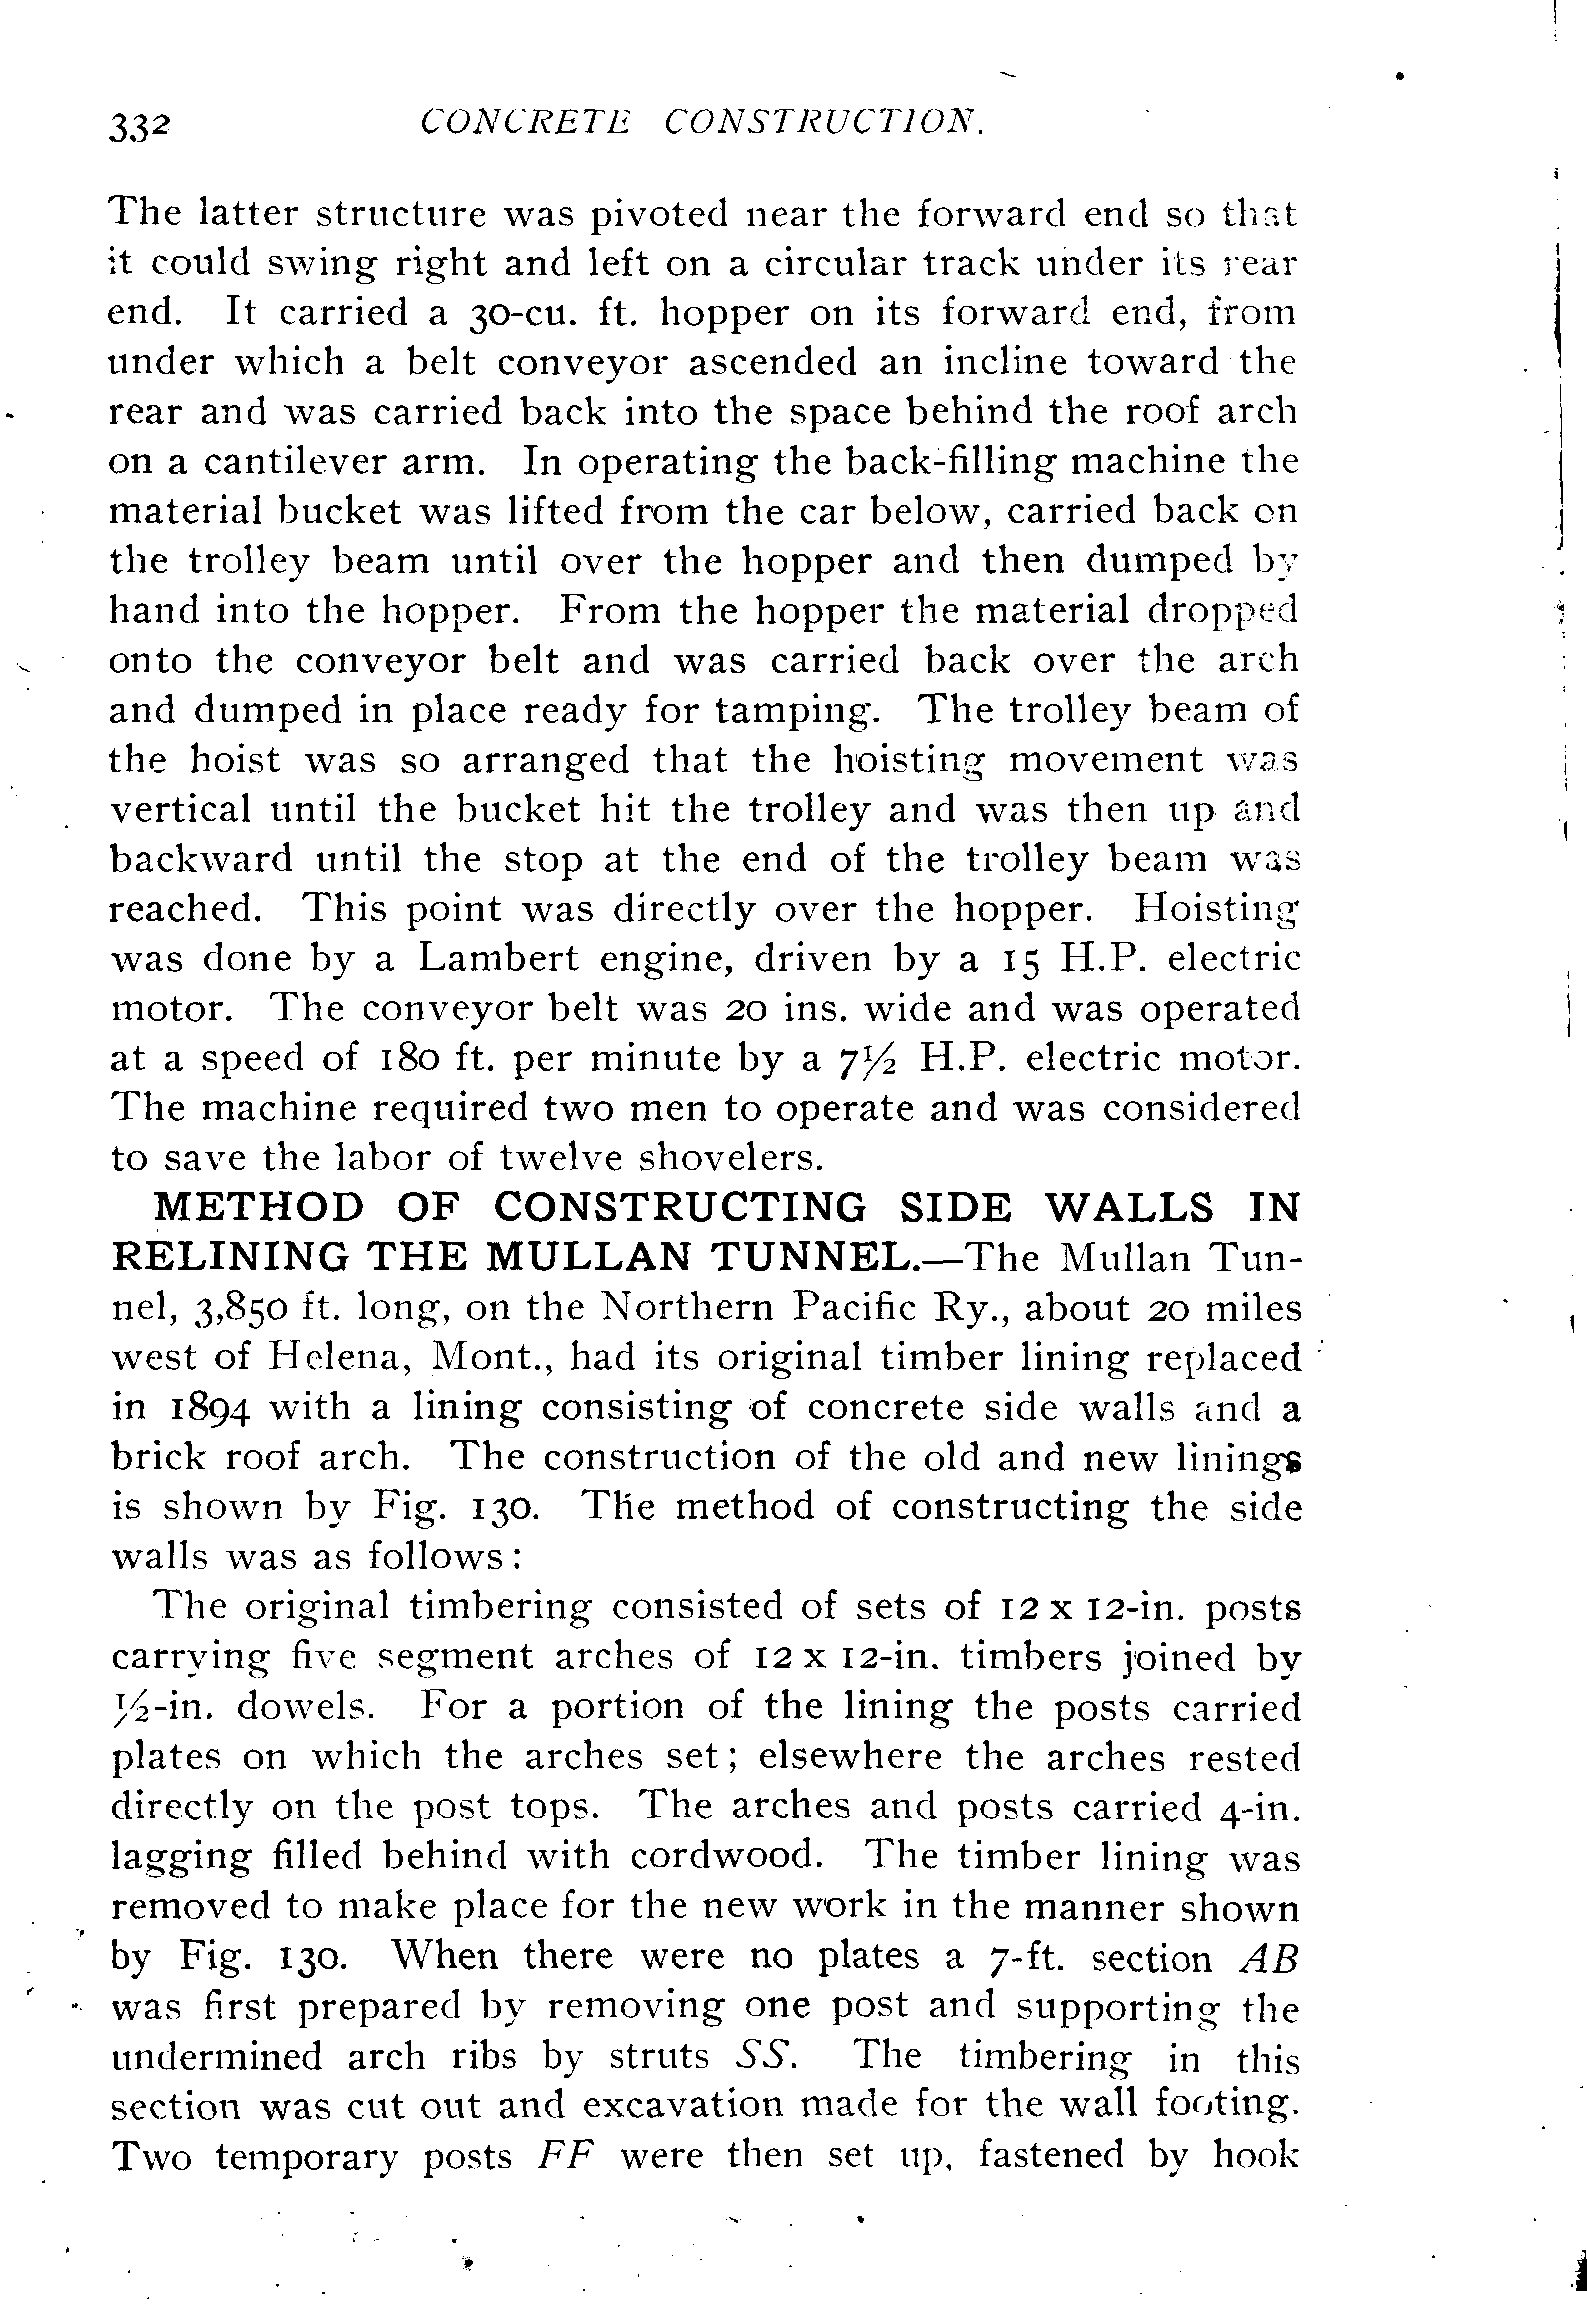 332 CONCRETE CONSTRUCTION.
The latter structure was pivoted near the forward end so that
it could swing right and left on a circular track under its rear
end. It carried a 30-cu. ft. hopper on its forward end, from
under which a belt conveyor ascended an incline toward the
rear and was carried back into the space behind the roof arch
on a cantilever arm. In operating the back-filling machine the
material bucket was lifted from the car below, carried back on
the trolley beam until over the hopper and then dumped by
hand into the hopper. From the hopper the material dropped
onto the conveyor belt and was carried back over the arch
and dumped in place ready for tamping. The trolley beam of
the hoist was so arranged that the hoisting movement was
vertical until the bucket hit the trolley and was then up and
backward until the stop at the end of the trolley beam was
reached. This point was directly over the hopper. Hoisting
was done by a Lambert engine, driven by a 15 H.P. electric
motor. The conveyor belt was 20 ins. wide and was operated
at a speed of 180 ft. per minute by a 7½ H.P. electric motor.
The machine required two men to operate and was considered
to save the labor of twelve shovelers.
METHOD OF CONSTRUCTING SIDE WALLS IN
RELINING THE MULLAN TUNNEL.—The Mullan Tun-
nel, 3,850 ft. long, on the Northern Pacific Ry., about 20 miles
west of Helena, Mont., had its original timber lining replaced
in 1894 with a lining consisting of concrete side walls and a
brick roof arch. The construction of the old and new linings
is shown by Fig. 130. The method of constructing the side
walls was as follows:
The original timbering consisted of sets of 12 x 12-in. posts
carrying five segment arches of 12 x 12-in. timbers joined by
½-in. dowels. For a portion of the lining the posts carried
plates on which the arches set; elsewhere the arches rested
directly on the post tops. The arches and posts carried 4-in.
lagging filled behind with cordwood. The timber lining was
removed to make place for the new work in the manner shown
by Fig. 130. When there were no plates a 7-ft. section AB
was first prepared by removing one post and supporting the
undermined arch ribs by struts SS. The timbering in this
section was cut out and excavation made for the wall footing.
Two temporary posts FF were then set up, fastened by hook